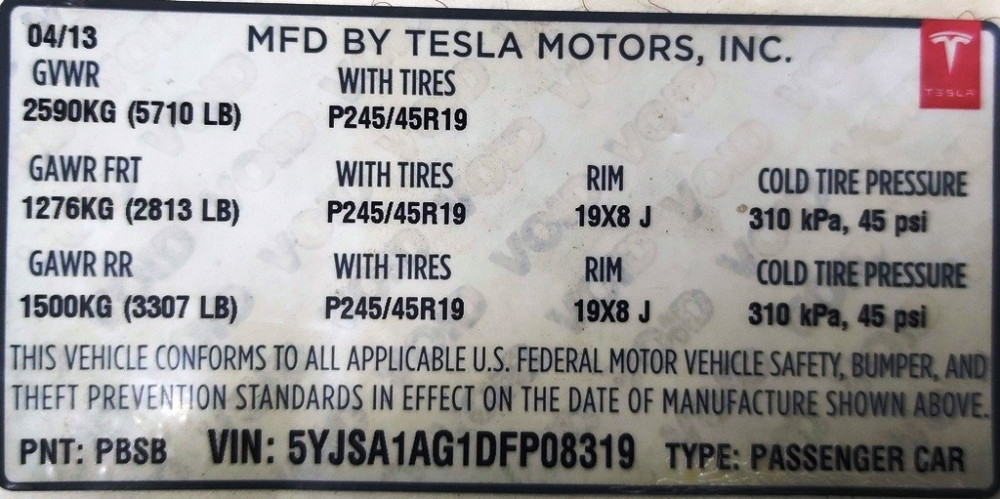 04/13 MFD BY TESLA MOTORS, INC.
TESLA
GVWR WITH TIRES
2590KG (5710 LB) P245/45R19
GAWR FRT WITH TIRES RIM COLD TIRE PRESSURE
1276KG (2813 LB) P245/45R19 19X8 J 310 kPa, 45 psi
GAWR RR WITH TIRES RIM COLD TIRE PRESSURE
1500KG (3307 LB) P245/45R19 19X8 J 310 kPa, 45 psi
THIS VEHICLE CONFORMS TO ALL APPLICABLE U.S. FEDERAL MOTOR VEHICLE SAFETY, BUMPER, AND
THEFT PREVENTION STANDARDS IN EFFECT ON THE DATE OF MANUFACTURE SHOWN ABOVE.
PNT: PBSB VIN: 5YJSA1AG1DFP08319 TYPE: PASSENGER CAR